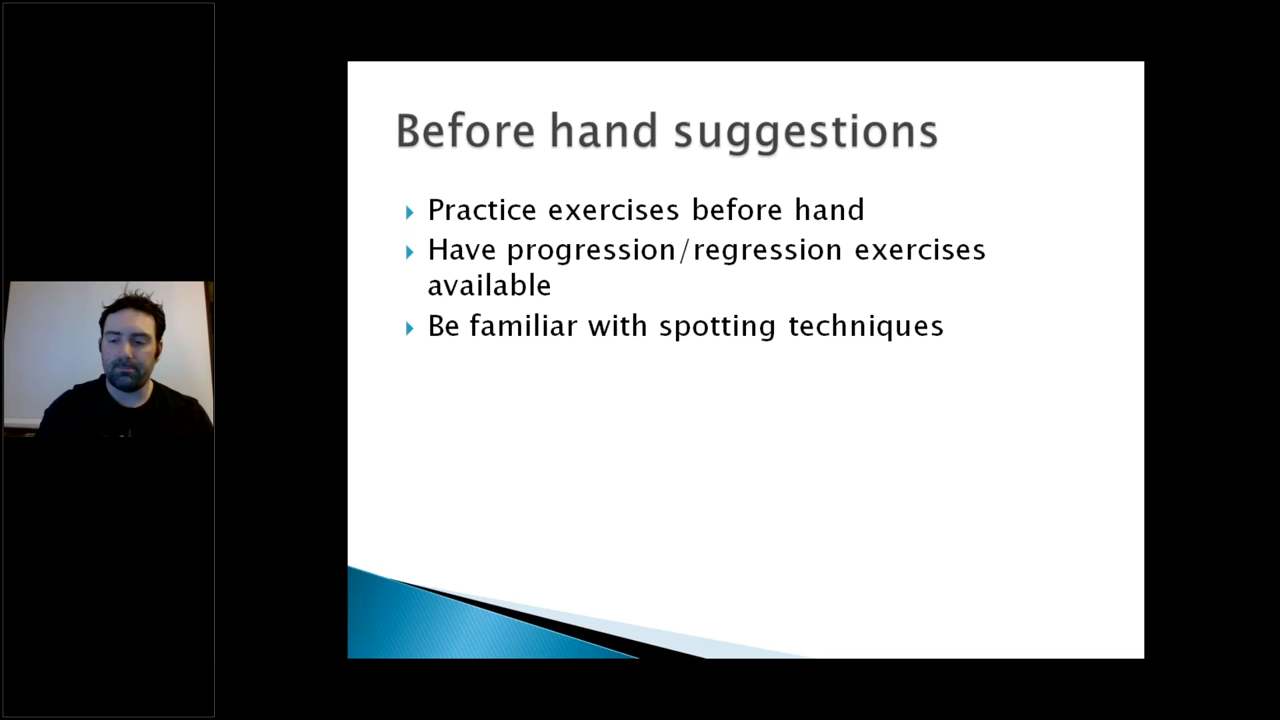 Before hand suggestions
Practice exercises before hand
Have progression/regression exercises
available
Be familiar with spotting techniques